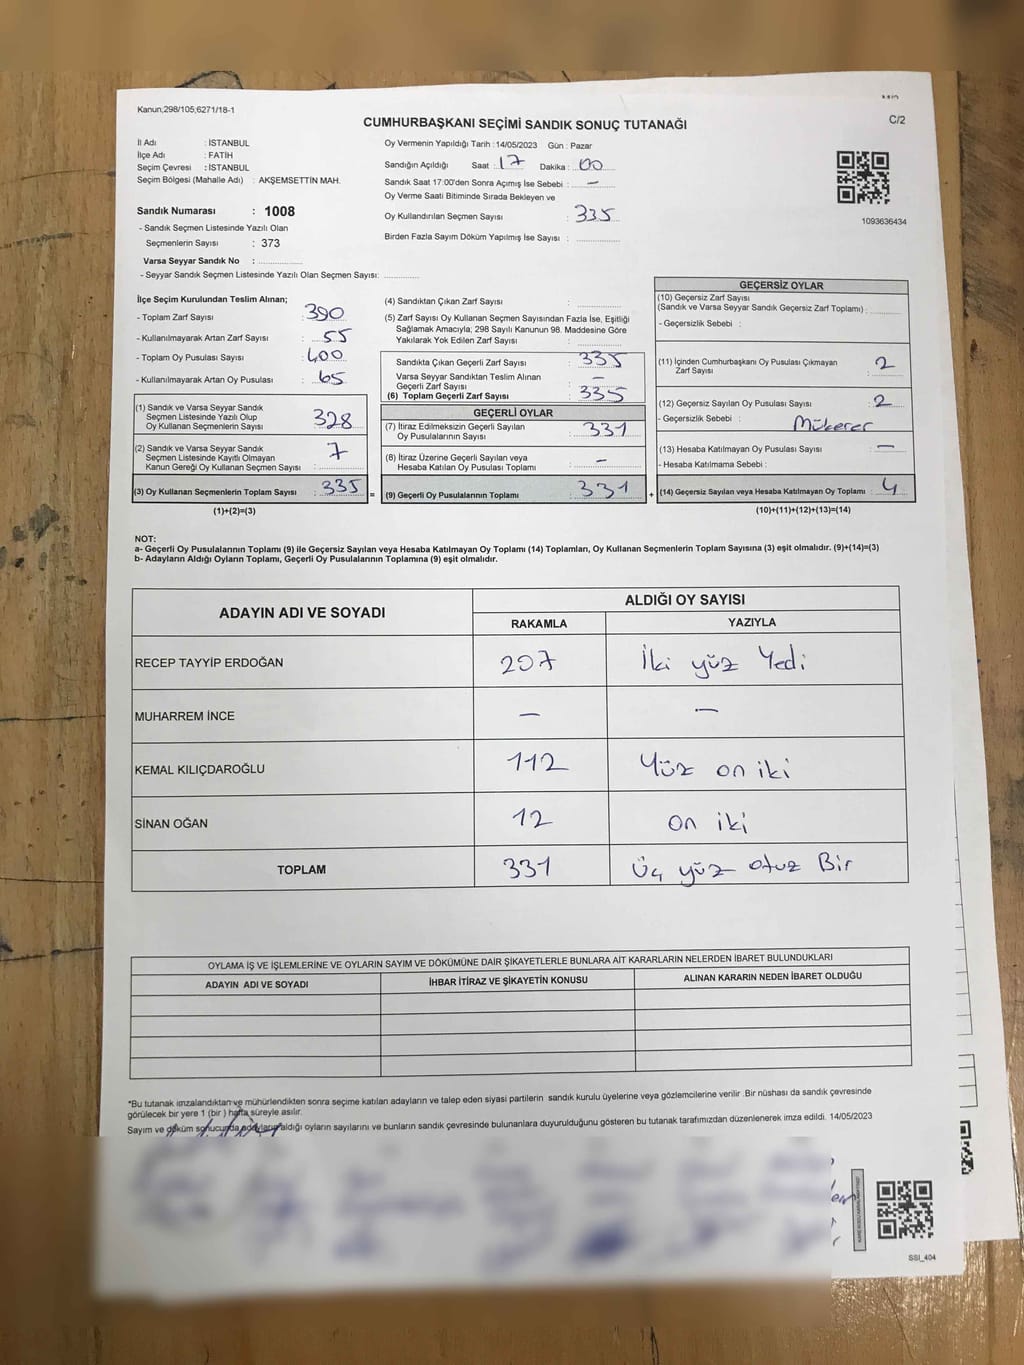 Kanun,298/105,6271/18-1
C/2
CUMHURBAŞKANI SEÇİMİ SANDIK SONUÇ TUTANAĞI
İl Adı : İSTANBUL
İlçe Adı : FATİH
Seçim Çevresi : İSTANBUL
Seçim Bölgesi (Mahalle Adı) : AKŞEMSETTİN MAH.
Sandık Numarası : 1008
- Sandık Seçmen Listesinde Yazılı Olan
Seçmenlerin Sayısı : 373
Varsa Seyyar Sandık No :
- Seyyar Sandık Seçmen Listesinde Yazılı Olan Seçmen Sayısı:
Oy Vermenin Yapıldığı Tarih : 14/05/2023 Gün : Pazar
Sandığın Açıldığı Saat : 17 Dakika : 00
Sandık Saat 17:00'den Sonra Açımış İse Sebebi : —
Oy Verme Saati Bitiminde Sırada Bekleyen ve
Oy Kullandırılan Seçmen Sayısı : 335
Birden Fazla Sayım Döküm Yapılmış İse Sayısı :
1093636434
İlçe Seçim Kurulundan Teslim Alınan;
- Toplam Zarf Sayısı : 390
- Kullanılmayarak Artan Zarf Sayısı : 55
- Toplam Oy Pusulası Sayısı : 400
- Kullanılmayarak Artan Oy Pusulası : 65
(1) Sandık ve Varsa Seyyar Sandık
Seçmen Listesinde Yazılı Olup
Oy Kullanan Seçmenlerin Sayısı : 328
(2) Sandık ve Varsa Seyyar Sandık
Seçmen Listesinde Kayıtlı Olmayan
Kanun Gereği Oy Kullanan Seçmen Sayısı : 7
(3) Oy Kullanan Seçmenlerin Toplam Sayısı : 335 =
(1)+(2)=(3)
(4) Sandıktan Çıkan Zarf Sayısı :
(5) Zarf Sayısı Oy Kullanan Seçmen Sayısından Fazla İse, Eşitliği
Sağlamak Amacıyla; 298 Sayılı Kanunun 98. Maddesine Göre
Yakılarak Yok Edilen Zarf Sayısı :
Sandıkta Çıkan Geçerli Zarf Sayısı : 335
Varsa Seyyar Sandıktan Teslim Alınan
Geçerli Zarf Sayısı : —
(6) Toplam Geçerli Zarf Sayısı : 335
GEÇERLİ OYLAR
(7) İtiraz Edilmeksizin Geçerli Sayılan
Oy Pusulalarının Sayısı : 331
(8) İtiraz Üzerine Geçerli Sayılan veya
Hesaba Katılan Oy Pusulası Toplamı : —
(9) Geçerli Oy Pusulalarının Toplamı : 331 +
GEÇERSİZ OYLAR
(10) Geçersiz Zarf Sayısı
(Sandık ve Varsa Seyyar Sandık Geçersiz Zarf Toplamı) :
- Geçersizlik Sebebi :
(11) İçinden Cumhurbaşkanı Oy Pusulası Çıkmayan
Zarf Sayısı : 2
(12) Geçersiz Sayılan Oy Pusulası Sayısı : 2
- Geçersizlik Sebebi : Mükerer
(13) Hesaba Katılmayan Oy Pusulası Sayısı : —
- Hesaba Katılmama Sebebi :
(14) Geçersiz Sayılan veya Hesaba Katılmayan Oy Toplamı : 4
(10)+(11)+(12)+(13)=(14)
NOT:
a- Geçerli Oy Pusulalarının Toplamı (9) ile Geçersiz Sayılan veya Hesaba Katılmayan Oy Toplamı (14) Toplamları, Oy Kullanan Seçmenlerin Toplam Sayısına (3) eşit olmalıdır. (9)+(14)=(3)
b- Adayların Aldığı Oyların Toplamı, Geçerli Oy Pusulalarının Toplamına (9) eşit olmalıdır.
ADAYIN ADI VE SOYADI
ALDIĞI OY SAYISI
RAKAMLA YAZIYLA
RECEP TAYYİP ERDOĞAN 207 İki yüz Yedi
MUHARREM İNCE — —
KEMAL KILIÇDAROĞLU 112 Yüz on iki
SİNAN OĞAN 12 on iki
TOPLAM 331 Üç yüz otuz Bir
OYLAMA İŞ VE İŞLEMLERİNE VE OYLARIN SAYIM VE DÖKÜMÜNE DAİR ŞİKAYETLERLE BUNLARA AİT KARARLARIN NELERDEN İBARET BULUNDUKLARI
ADAYIN ADI VE SOYADI İHBAR İTİRAZ VE ŞİKAYETİN KONUSU ALINAN KARARIN NEDEN İBARET OLDUĞU
*Bu tutanak imzalandıktan ve mühürlendikten sonra seçime katılan adayların ve talep eden siyasi partilerin sandık kurulu üyelerine veya gözlemcilerine verilir .Bir nüshası da sandık çevresinde
görülecek bir yere 1 (bir ) hafta süreyle asılır.
Sayım ve döküm sonucunda adayların aldığı oyların sayılarını ve bunların sandık çevresinde bulunanlara duyurulduğunu gösteren bu tutanak tarafımızdan düzenlenerek imza edildi. 14/05/2023
SSI_404